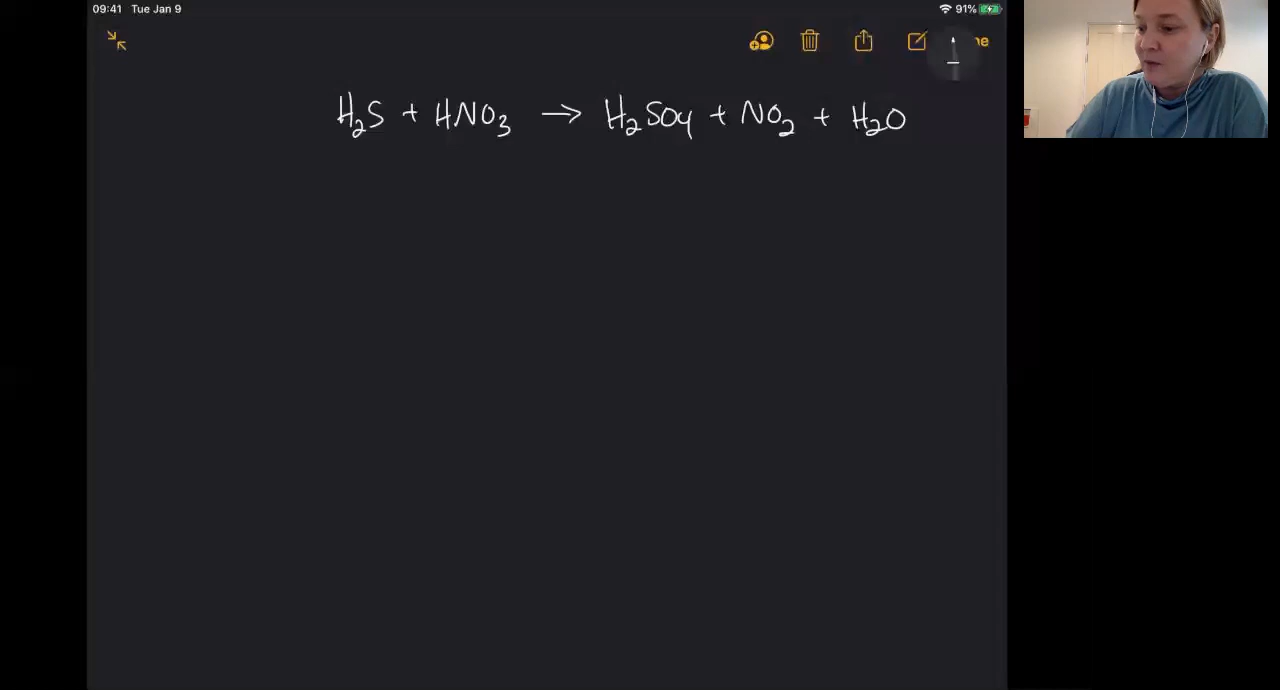 09:41 Tue Jan 9 91%
H₂S + HNO₃ → H₂SO₄ + NO₂ + H₂O